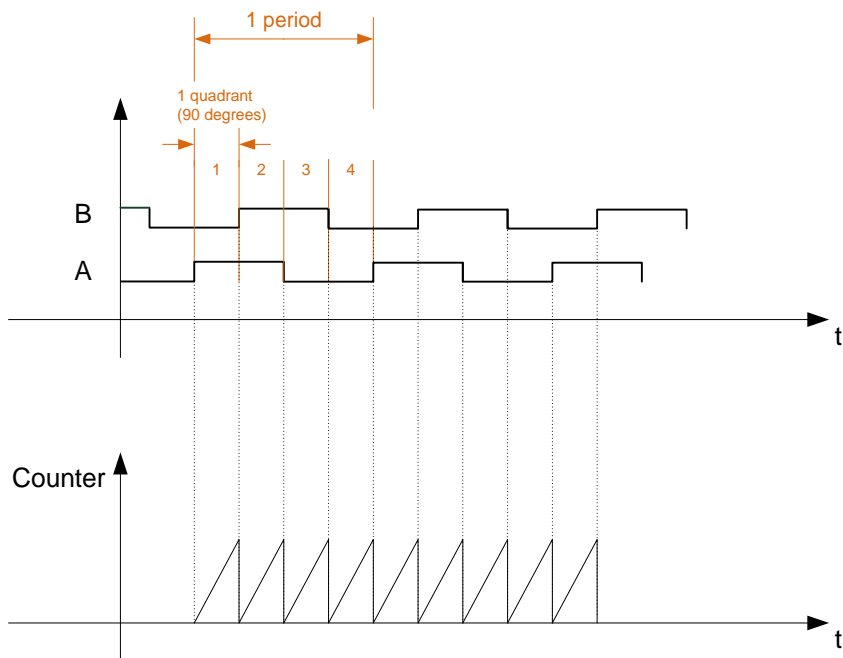 1 period
1 quadrant
(90 degrees)
1 2 3 4
B
A
t
Counter
t